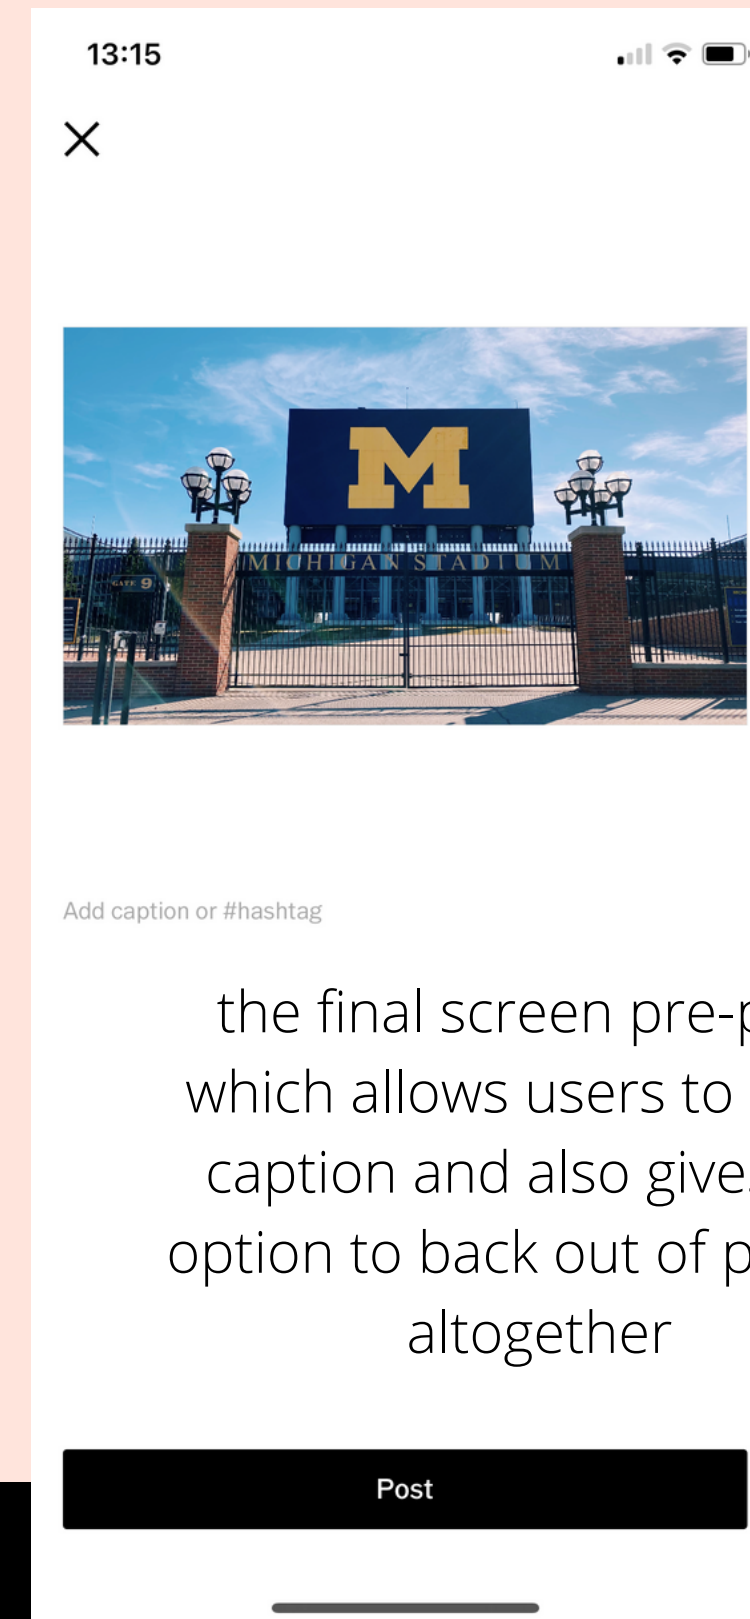 13:15
M
MICHIGAN STADIUM
GATE 9
Add caption or #hashtag
the final screen pre-p
which allows users to
caption and also give
option to back out of p
altogether
Post